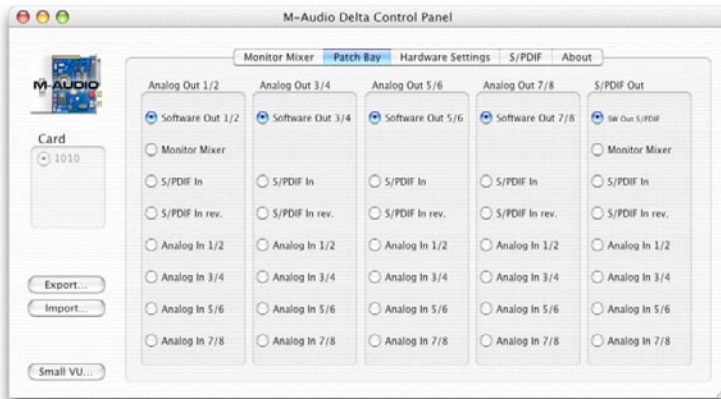 M-Audio Delta Control Panel
Monitor Mixer Patch Bay Hardware Settings S/PDIF About
M-AUDIO
Card
1010
Export...
Import...
Small VU...
Analog Out 1/2
Software Out 1/2
Monitor Mixer
S/PDIF In
S/PDIF In rev.
Analog In 1/2
Analog In 3/4
Analog In 5/6
Analog In 7/8
Analog Out 3/4
Software Out 3/4
S/PDIF In
S/PDIF In rev.
Analog In 1/2
Analog In 3/4
Analog In 5/6
Analog In 7/8
Analog Out 5/6
Software Out 5/6
S/PDIF In
S/PDIF In rev.
Analog In 1/2
Analog In 3/4
Analog In 5/6
Analog In 7/8
Analog Out 7/8
Software Out 7/8
S/PDIF In
S/PDIF In rev.
Analog In 1/2
Analog In 3/4
Analog In 5/6
Analog In 7/8
S/PDIF Out
SW Out S/PDIF
Monitor Mixer
S/PDIF In
S/PDIF In rev.
Analog In 1/2
Analog In 3/4
Analog In 5/6
Analog In 7/8